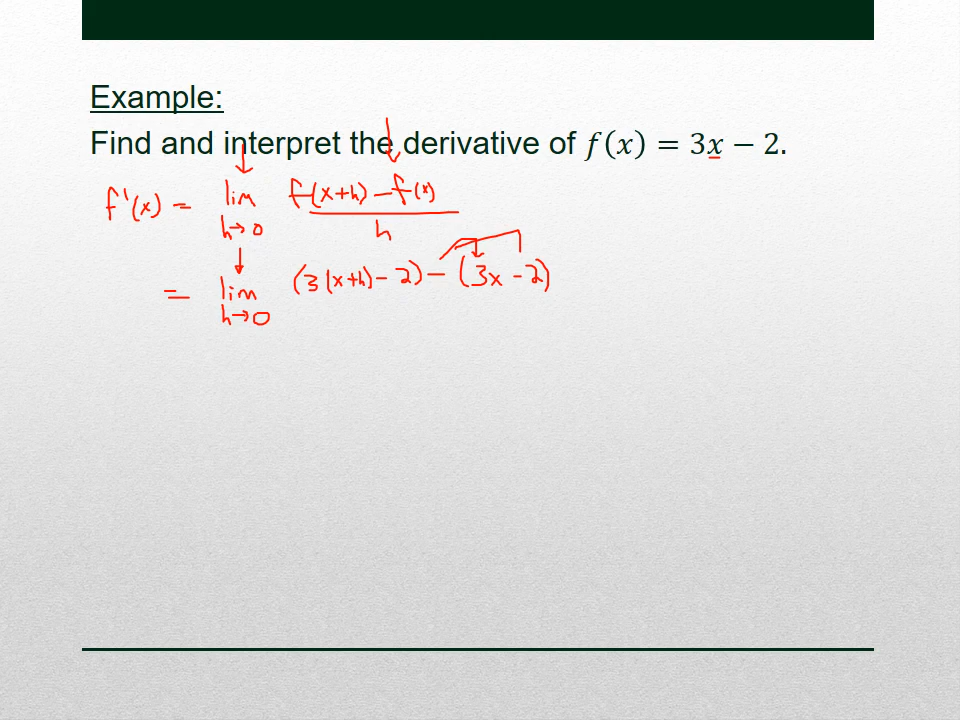 Example:
Find and interpret the derivative of f(x) = 3x − 2.
f'(x) = lim h→0 f(x+h) − f(x)
h
= lim h→0 (3(x+h) − 2) − (3x − 2)